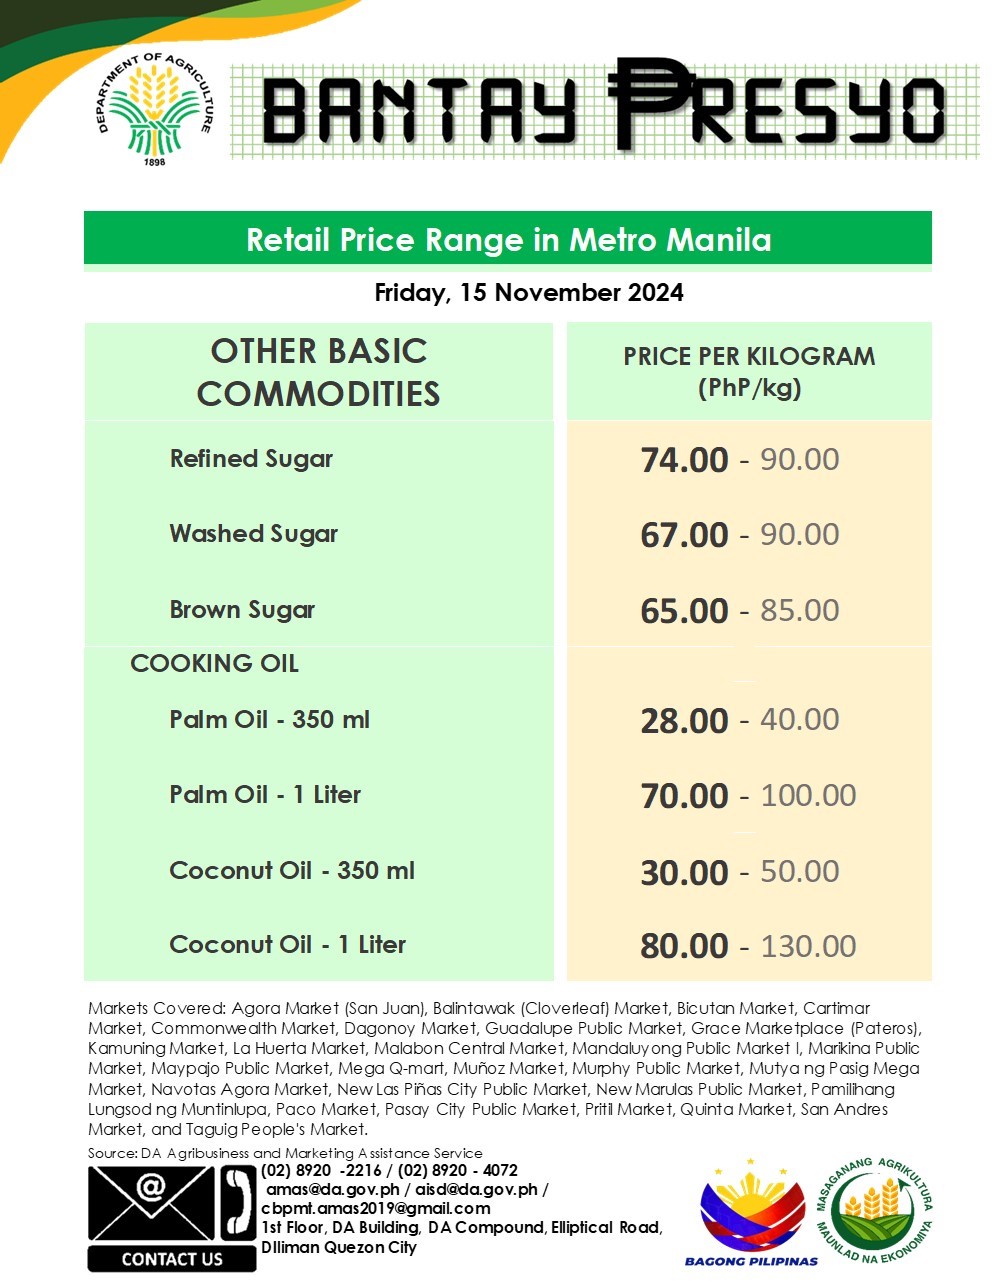 DEPARTMENT OF AGRICULTURE
1898
BANTAY PRESYO
Retail Price Range in Metro Manila
Friday, 15 November 2024
OTHER BASIC
COMMODITIES
PRICE PER KILOGRAM
(PhP/kg)
Refined Sugar 74.00 - 90.00
Washed Sugar 67.00 - 90.00
Brown Sugar 65.00 - 85.00
COOKING OIL
Palm Oil - 350 ml 28.00 - 40.00
Palm Oil - 1 Liter 70.00 - 100.00
Coconut Oil - 350 ml 30.00 - 50.00
Coconut Oil - 1 Liter 80.00 - 130.00
Markets Covered: Agora Market (San Juan), Balintawak (Cloverleaf) Market, Bicutan Market, Cartimar
Market, Commonwealth Market, Dagonoy Market, Guadalupe Public Market, Grace Marketplace (Pateros),
Kamuning Market, La Huerta Market, Malabon Central Market, Mandaluyong Public Market I, Marikina Public
Market, Maypajo Public Market, Mega Q-mart, Muñoz Market, Murphy Public Market, Mutya ng Pasig Mega
Market, Navotas Agora Market, New Las Piñas City Public Market, New Marulas Public Market, Pamilihang
Lungsod ng Muntinlupa, Paco Market, Pasay City Public Market, Pritil Market, Quinta Market, San Andres
Market, and Taguig People's Market.
Source: DA Agribusiness and Marketing Assistance Service
(02) 8920 -2216 / (02) 8920 - 4072
amas@da.gov.ph / aisd@da.gov.ph /
cbpmt.amas2019@gmail.com
1st Floor, DA Building, DA Compound, Elliptical Road,
DIliman Quezon City
@
CONTACT US
BAGONG PILIPINAS
MASAGANANG AGRIKULTURA
MAUNLAD NA EKONOMIYA